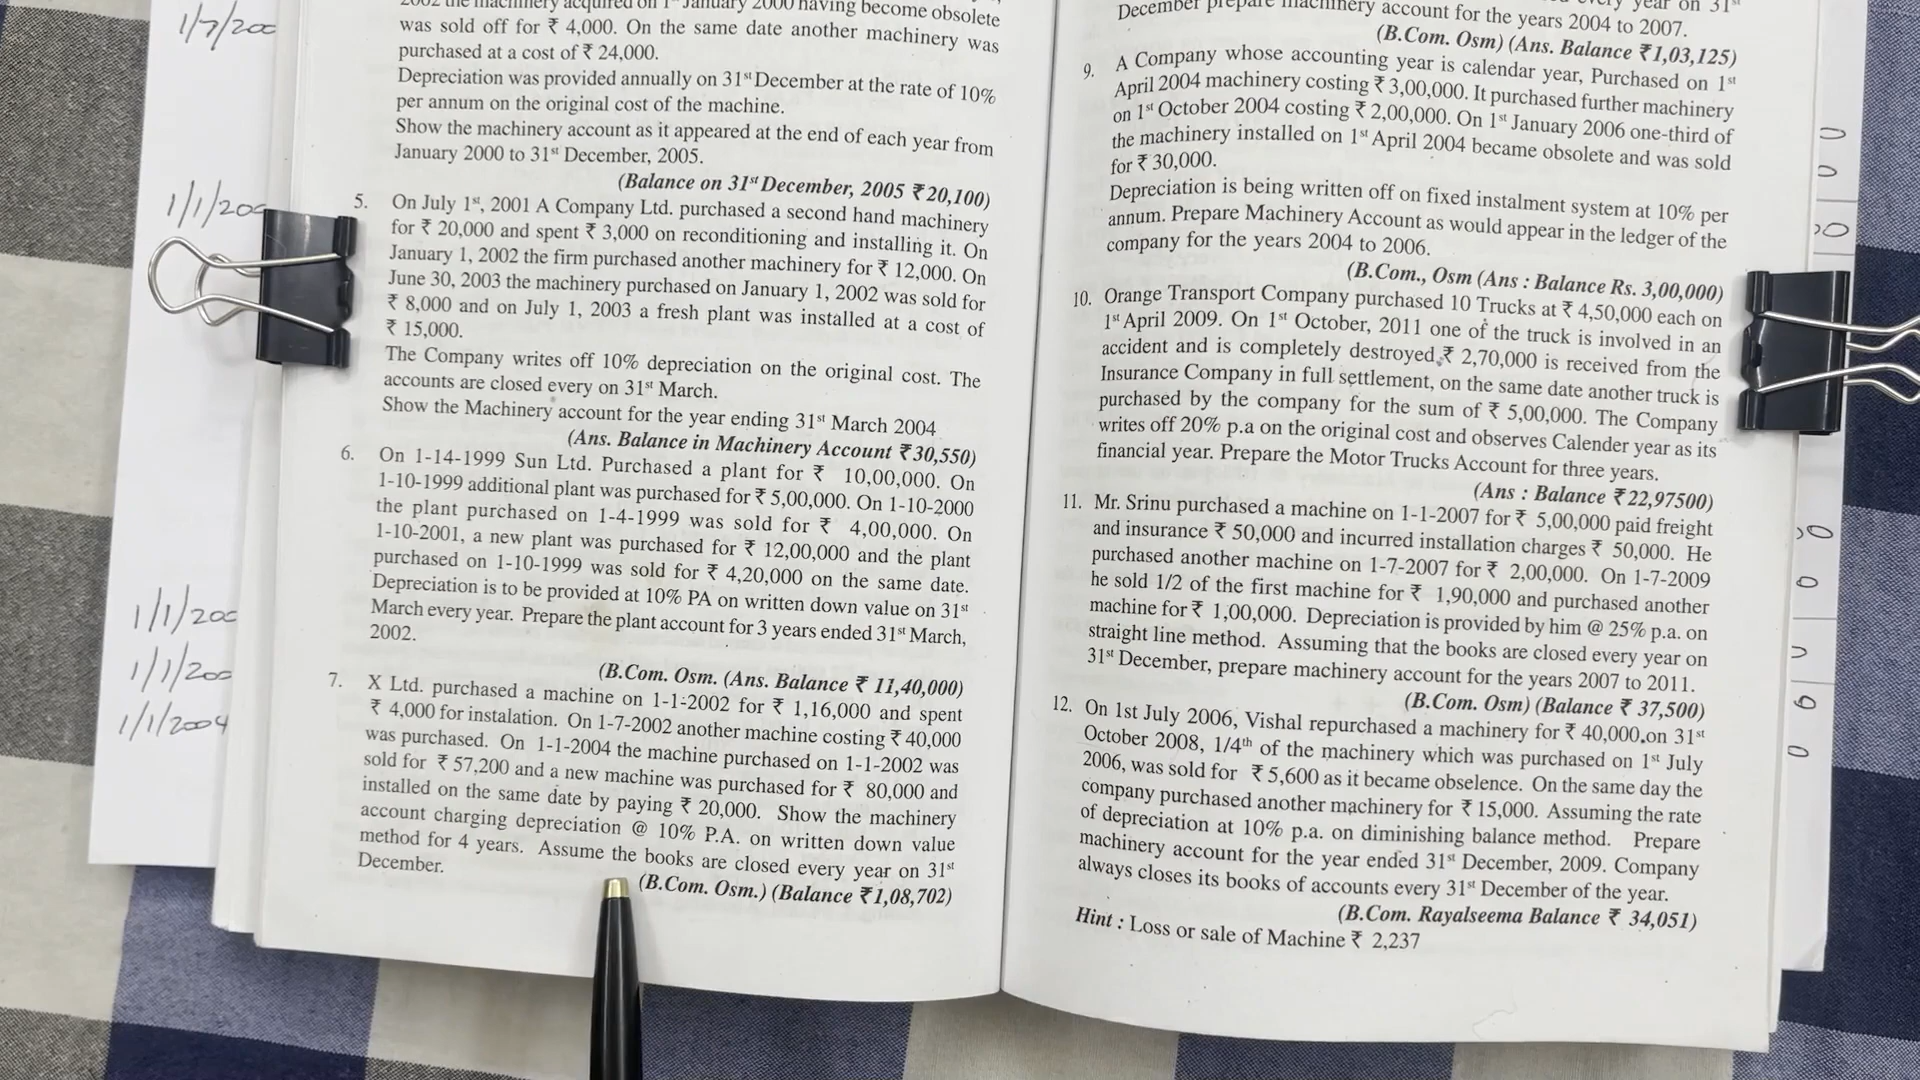 1/7/200
1/1/200
1/1/200
1/1/200
1/1/2004
2002 the machinery acquired on 1st January 2000 having become obsolete
was sold off for ₹ 4,000. On the same date another machinery was
purchased at a cost of ₹ 24,000.
Depreciation was provided annually on 31st December at the rate of 10%
per annum on the original cost of the machine.
Show the machinery account as it appeared at the end of each year from
January 2000 to 31st December, 2005.
(Balance on 31st December, 2005 ₹ 20,100)
5. On July 1st, 2001 A Company Ltd. purchased a second hand machinery
for ₹ 20,000 and spent ₹ 3,000 on reconditioning and installing it. On
January 1, 2002 the firm purchased another machinery for ₹ 12,000. On
June 30, 2003 the machinery purchased on January 1, 2002 was sold for
₹ 8,000 and on July 1, 2003 a fresh plant was installed at a cost of
₹ 15,000.
The Company writes off 10% depreciation on the original cost. The
accounts are closed every on 31st March.
Show the Machinery account for the year ending 31st March 2004
(Ans. Balance in Machinery Account ₹ 30,550)
6. On 1-14-1999 Sun Ltd. Purchased a plant for ₹ 10,00,000. On
1-10-1999 additional plant was purchased for ₹ 5,00,000. On 1-10-2000
the plant purchased on 1-4-1999 was sold for ₹ 4,00,000. On
1-10-2001, a new plant was purchased for ₹ 12,00,000 and the plant
purchased on 1-10-1999 was sold for ₹ 4,20,000 on the same date.
Depreciation is to be provided at 10% PA on written down value on 31st
March every year. Prepare the plant account for 3 years ended 31st March,
2002.
(B.Com. Osm. (Ans. Balance ₹ 11,40,000)
7. X Ltd. purchased a machine on 1-1-2002 for ₹ 1,16,000 and spent
₹ 4,000 for instalation. On 1-7-2002 another machine costing ₹ 40,000
was purchased. On 1-1-2004 the machine purchased on 1-1-2002 was
sold for ₹ 57,200 and a new machine was purchased for ₹ 80,000 and
installed on the same date by paying ₹ 20,000. Show the machinery
account charging depreciation @ 10% P.A. on written down value
method for 4 years. Assume the books are closed every year on 31st
December.
(B.Com. Osm.) (Balance ₹ 1,08,702)
every year on 31st
December prepare machinery account for the years 2004 to 2007.
(B.Com. Osm) (Ans. Balance ₹ 1,03,125)
9. A Company whose accounting year is calendar year, Purchased on 1st
April 2004 machinery costing ₹ 3,00,000. It purchased further machinery
on 1st October 2004 costing ₹ 2,00,000. On 1st January 2006 one-third of
the machinery installed on 1st April 2004 became obsolete and was sold
for ₹ 30,000.
Depreciation is being written off on fixed instalment system at 10% per
annum. Prepare Machinery Account as would appear in the ledger of the
company for the years 2004 to 2006.
(B.Com., Osm (Ans : Balance Rs. 3,00,000)
10. Orange Transport Company purchased 10 Trucks at ₹ 4,50,000 each on
1st April 2009. On 1st October, 2011 one of the truck is involved in an
accident and is completely destroyed, ₹ 2,70,000 is received from the
Insurance Company in full settlement, on the same date another truck is
purchased by the company for the sum of ₹ 5,00,000. The Company
writes off 20% p.a on the original cost and observes Calender year as its
financial year. Prepare the Motor Trucks Account for three years.
(Ans : Balance ₹ 22,97500)
11. Mr. Srinu purchased a machine on 1-1-2007 for ₹ 5,00,000 paid freight
and insurance ₹ 50,000 and incurred installation charges ₹ 50,000. He
purchased another machine on 1-7-2007 for ₹ 2,00,000. On 1-7-2009
he sold 1/2 of the first machine for ₹ 1,90,000 and purchased another
machine for ₹ 1,00,000. Depreciation is provided by him @ 25% p.a. on
straight line method. Assuming that the books are closed every year on
31st December, prepare machinery account for the years 2007 to 2011.
(B.Com. Osm) (Balance ₹ 37,500)
12. On 1st July 2006, Vishal repurchased a machinery for ₹ 40,000.on 31st
October 2008, 1/4th of the machinery which was purchased on 1st July
2006, was sold for ₹ 5,600 as it became obselence. On the same day the
company purchased another machinery for ₹ 15,000. Assuming the rate
of depreciation at 10% p.a. on diminishing balance method. Prepare
machinery account for the year ended 31st December, 2009. Company
always closes its books of accounts every 31st December of the year.
(B.Com. Rayalseema Balance ₹ 34,051)
Hint : Loss or sale of Machine ₹ 2,237